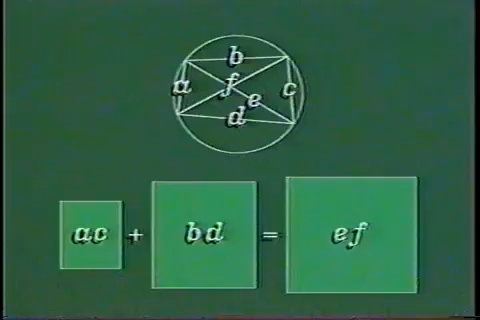 b
a f c
e
d
ac + bd = ef